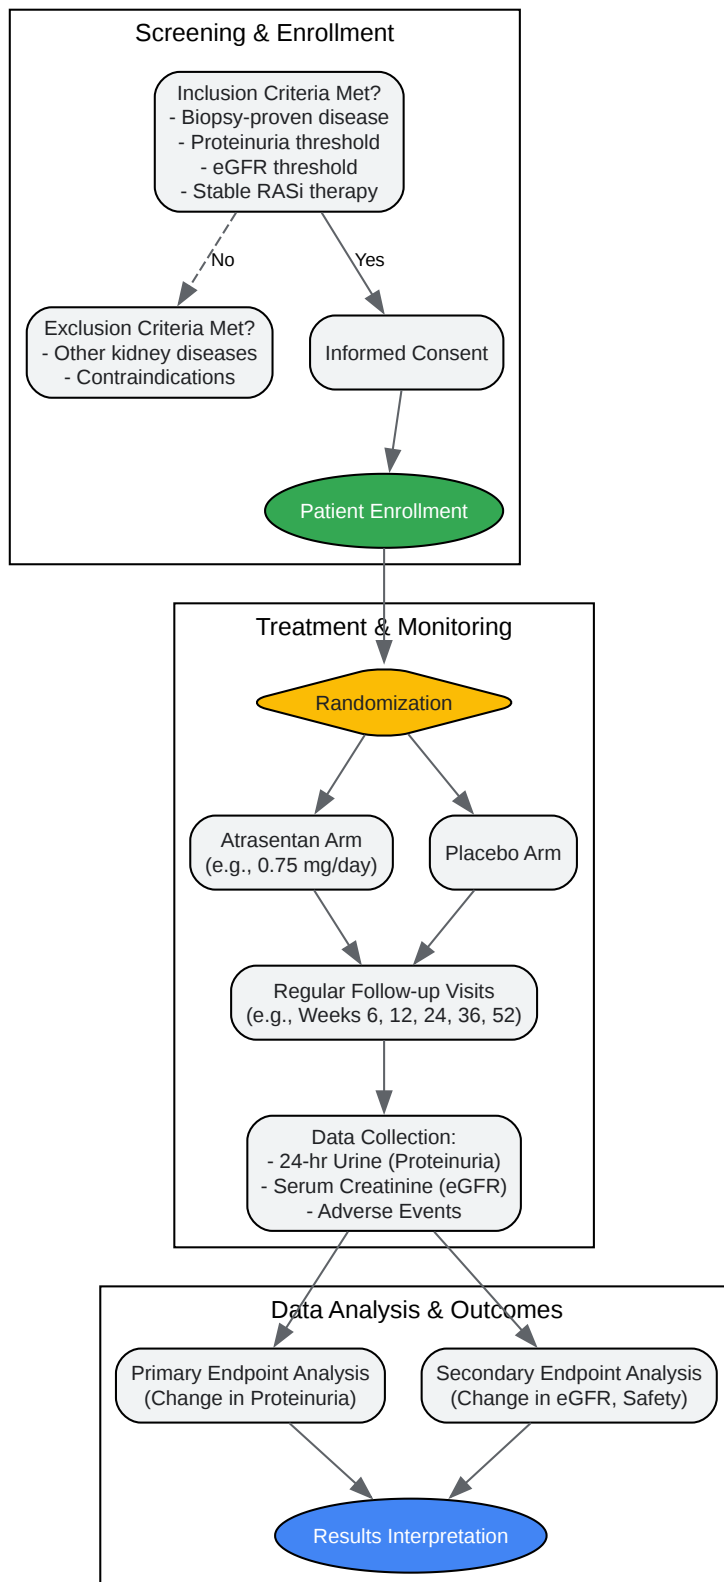 Screening & Enrollment
Inclusion Criteria Met?
- Biopsy-proven disease
- Proteinuria threshold
- eGFR threshold
- Stable RASi therapy
No
Yes
Exclusion Criteria Met?
- Other kidney diseases
- Contraindications
Informed Consent
Patient Enrollment
Treatment & Monitoring
Randomization
Atrasentan Arm
(e.g., 0.75 mg/day)
Placebo Arm
Regular Follow-up Visits
(e.g., Weeks 6, 12, 24, 36, 52)
Data Collection:
- 24-hr Urine (Proteinuria)
- Serum Creatinine (eGFR)
- Adverse Events
Data Analysis & Outcomes
Primary Endpoint Analysis
(Change in Proteinuria)
Secondary Endpoint Analysis
(Change in eGFR, Safety)
Results Interpretation